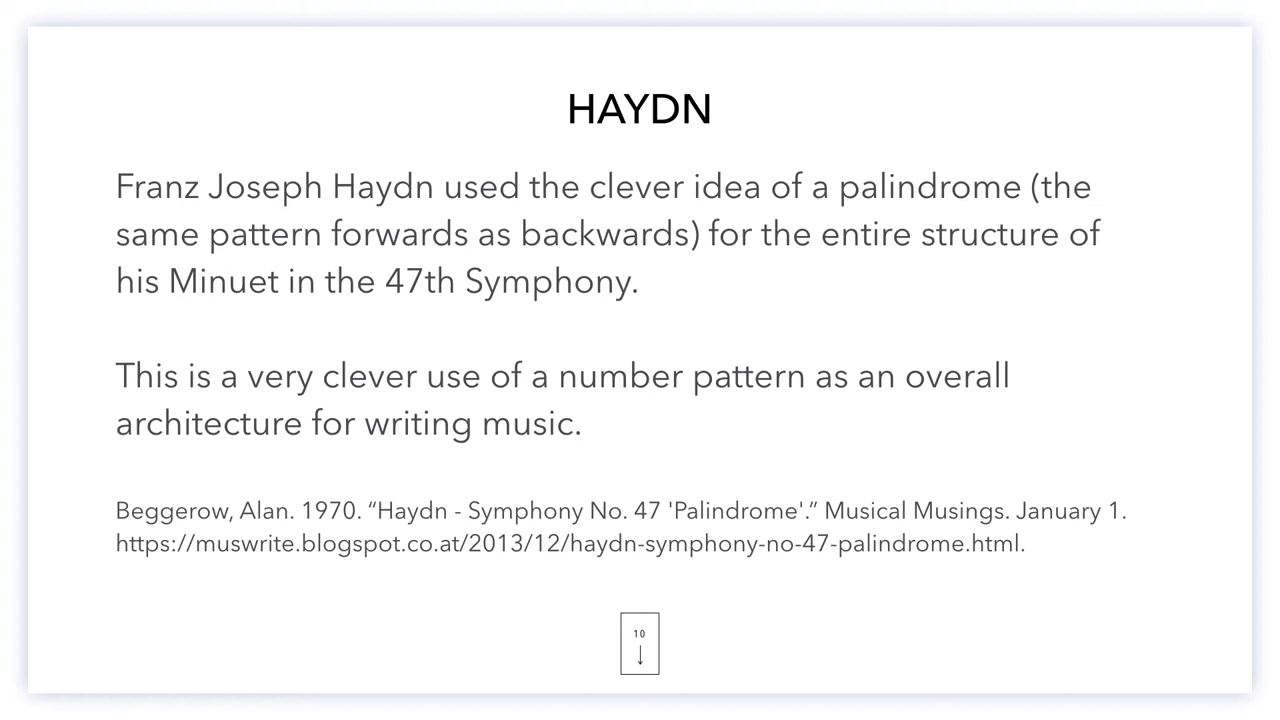 HAYDN
Franz Joseph Haydn used the clever idea of a palindrome (the
same pattern forwards as backwards) for the entire structure of
his Minuet in the 47th Symphony.
This is a very clever use of a number pattern as an overall
architecture for writing music.
Beggerow, Alan. 1970. “Haydn - Symphony No. 47 'Palindrome'.” Musical Musings. January 1.
https://muswrite.blogspot.co.at/2013/12/haydn-symphony-no-47-palindrome.html.
10
↓